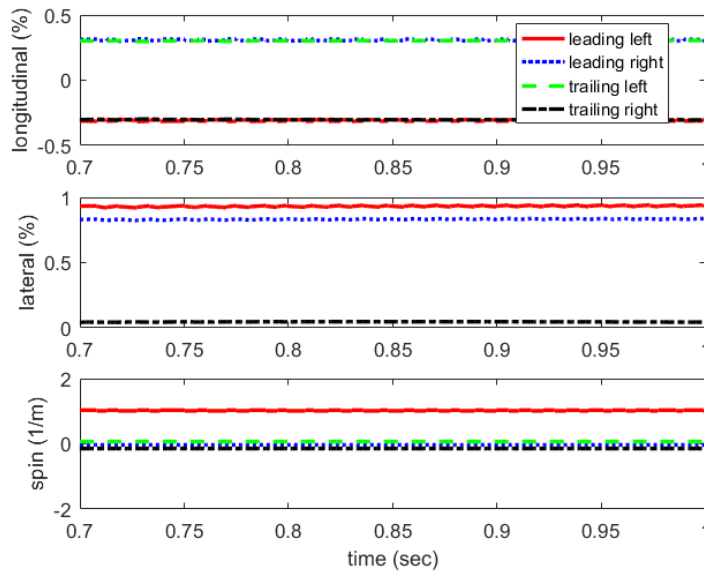 0.5
0
-0.5
longitudinal (%)
leading left
leading right
trailing left
trailing right
0.7 0.75 0.8 0.85 0.9 0.95 1
1
0.5
0
lateral (%)
0.7 0.75 0.8 0.85 0.9 0.95 1
2
0
-2
spin (1/m)
0.7 0.75 0.8 0.85 0.9 0.95 1
time (sec)